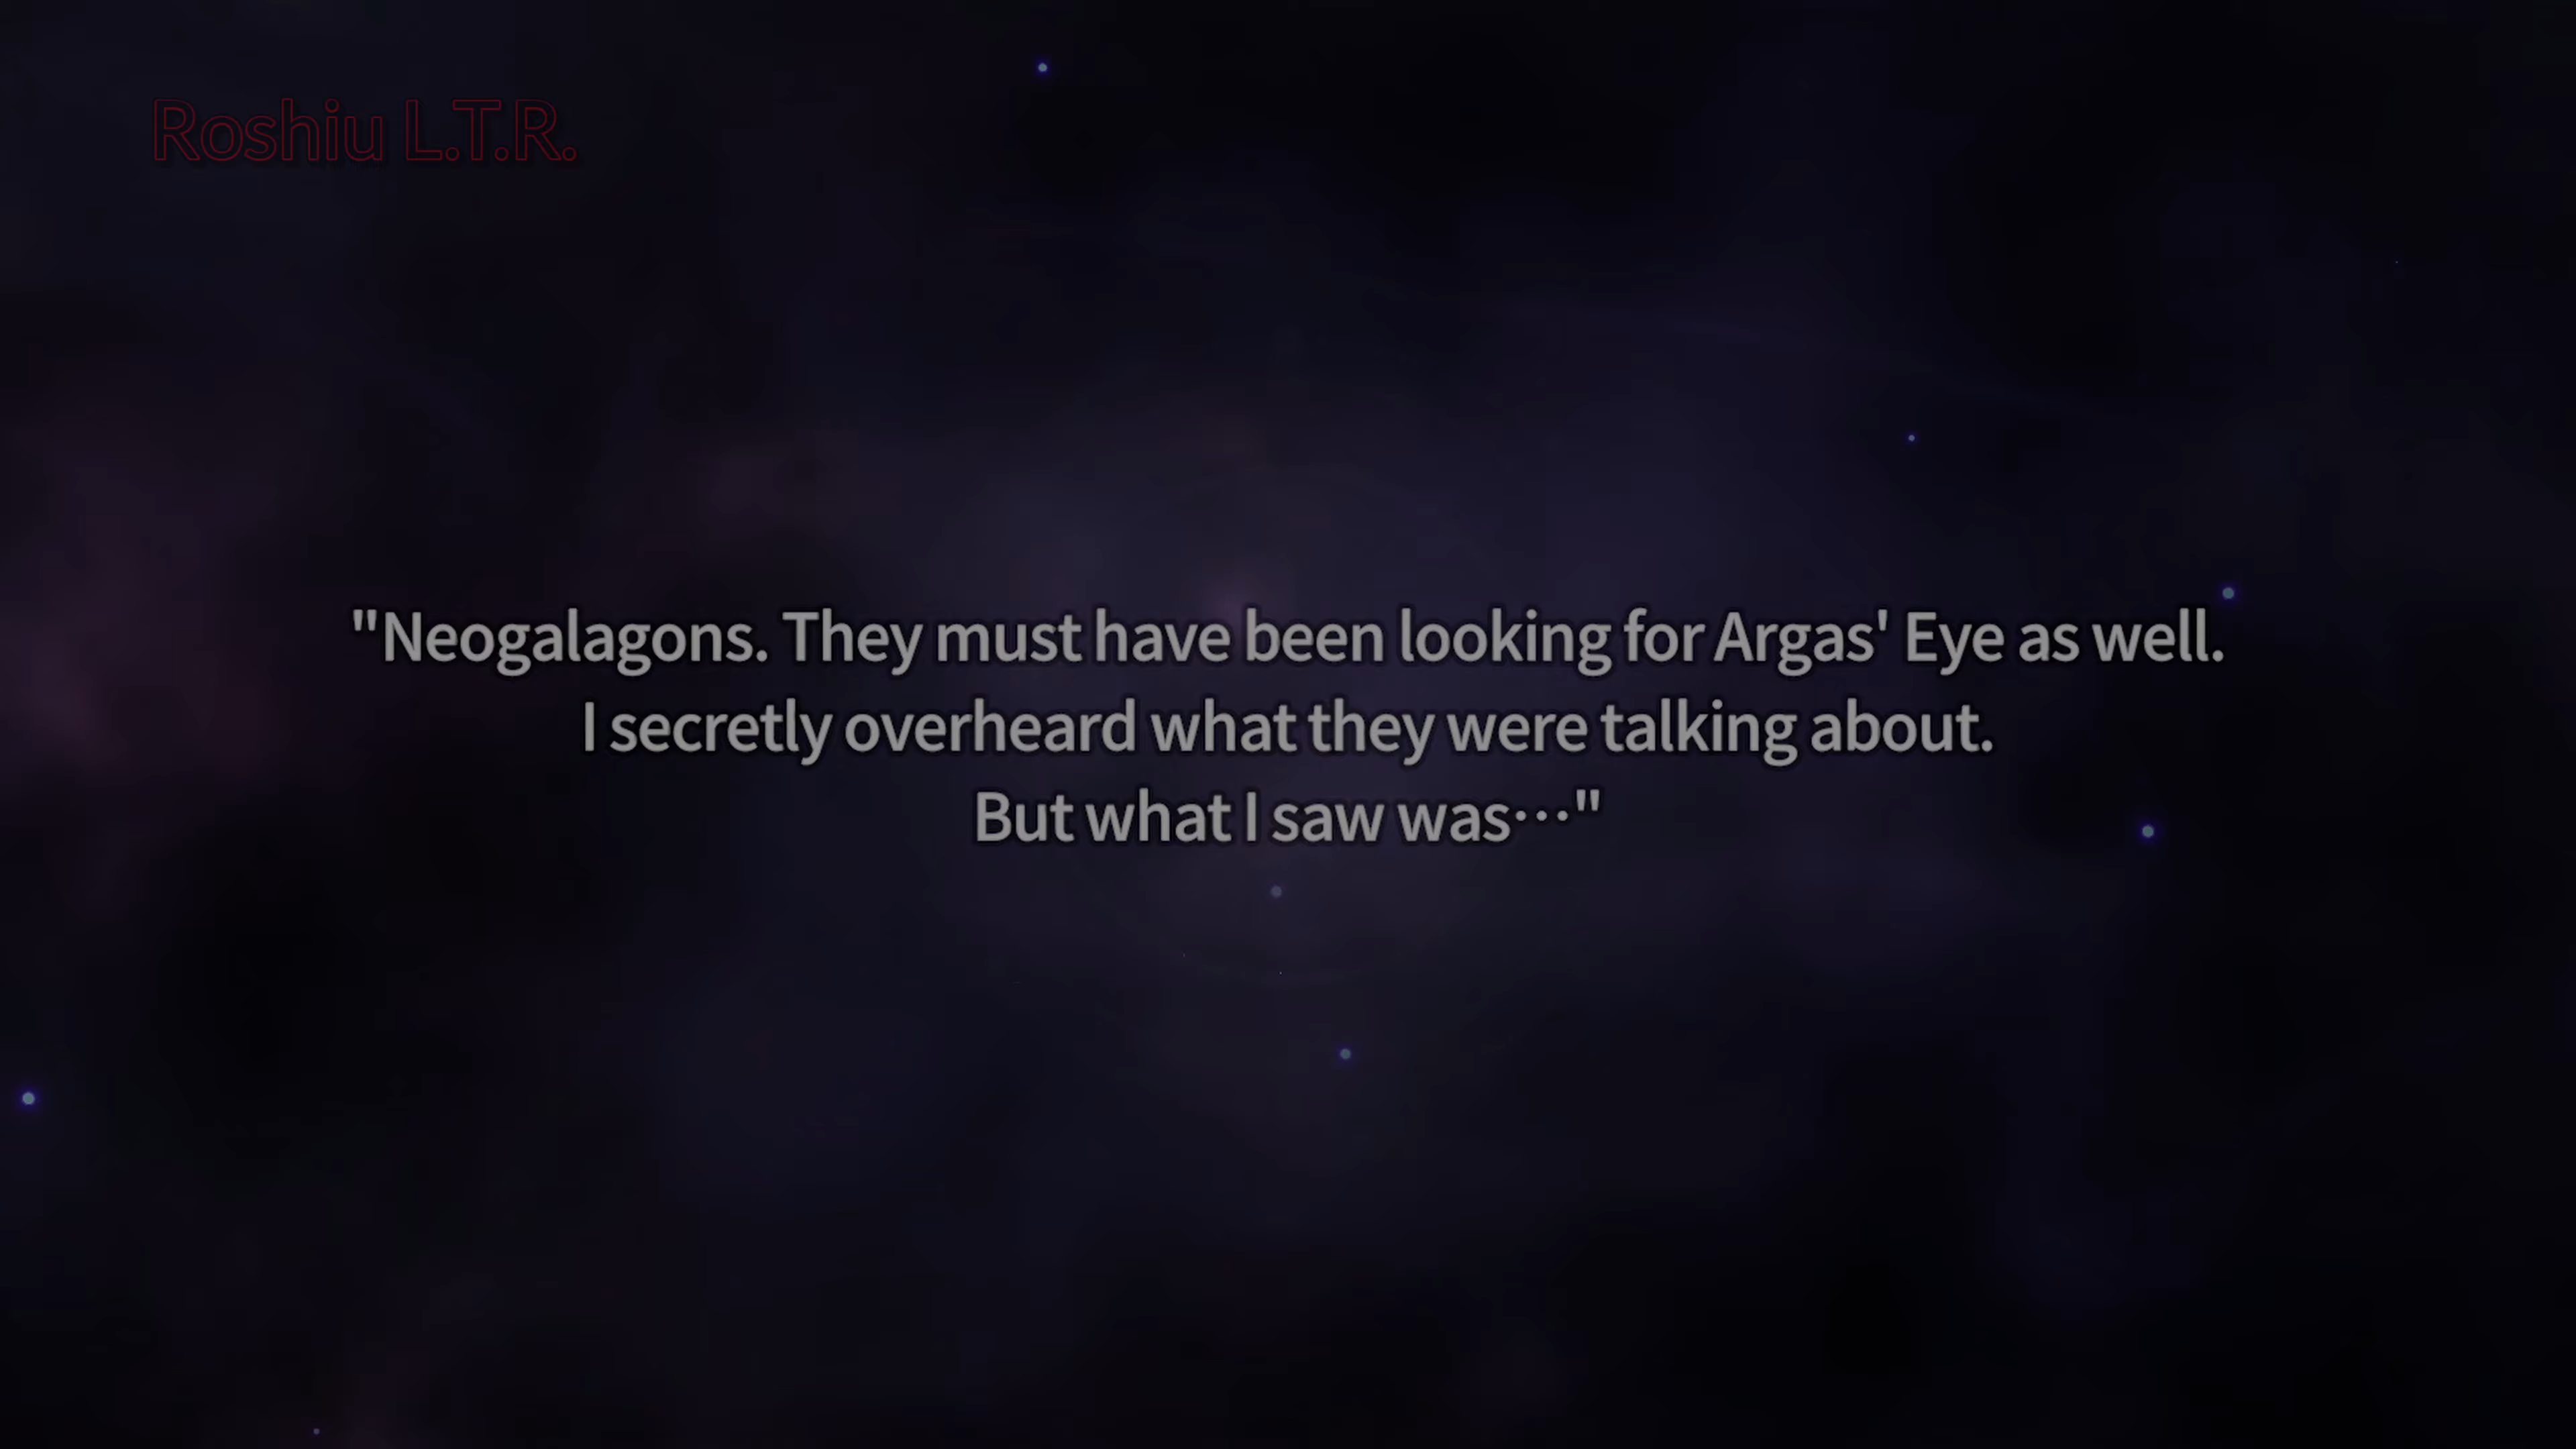 Roshiu L.T.R.
"Neogalagons. They must have been looking for Argas' Eye as well.
I secretly overheard what they were talking about.
But what I saw was⋯"